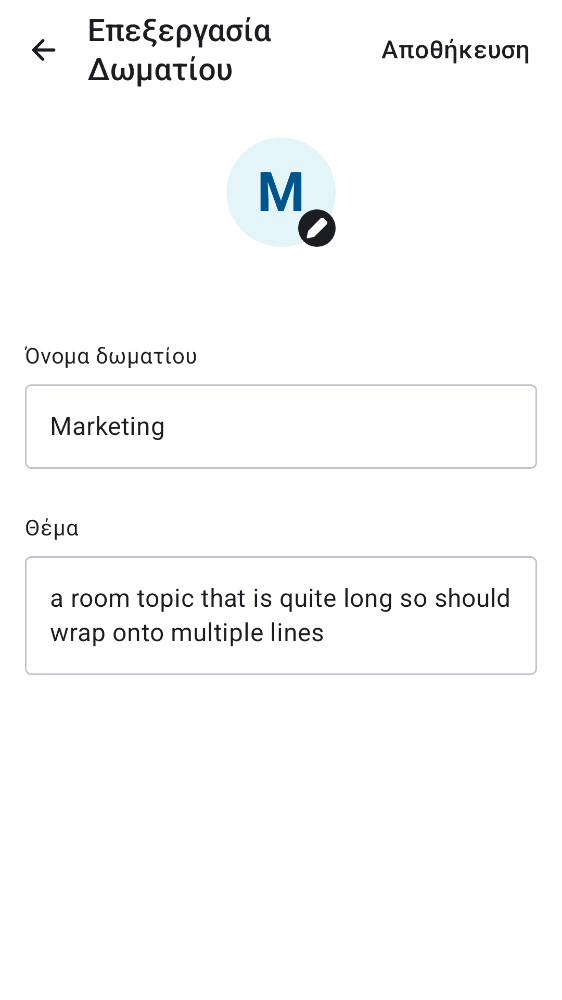 Επεξεργασία
Δωματίου
Αποθήκευση
M
Όνομα δωματίου
Marketing
Θέμα
a room topic that is quite long so should
wrap onto multiple lines